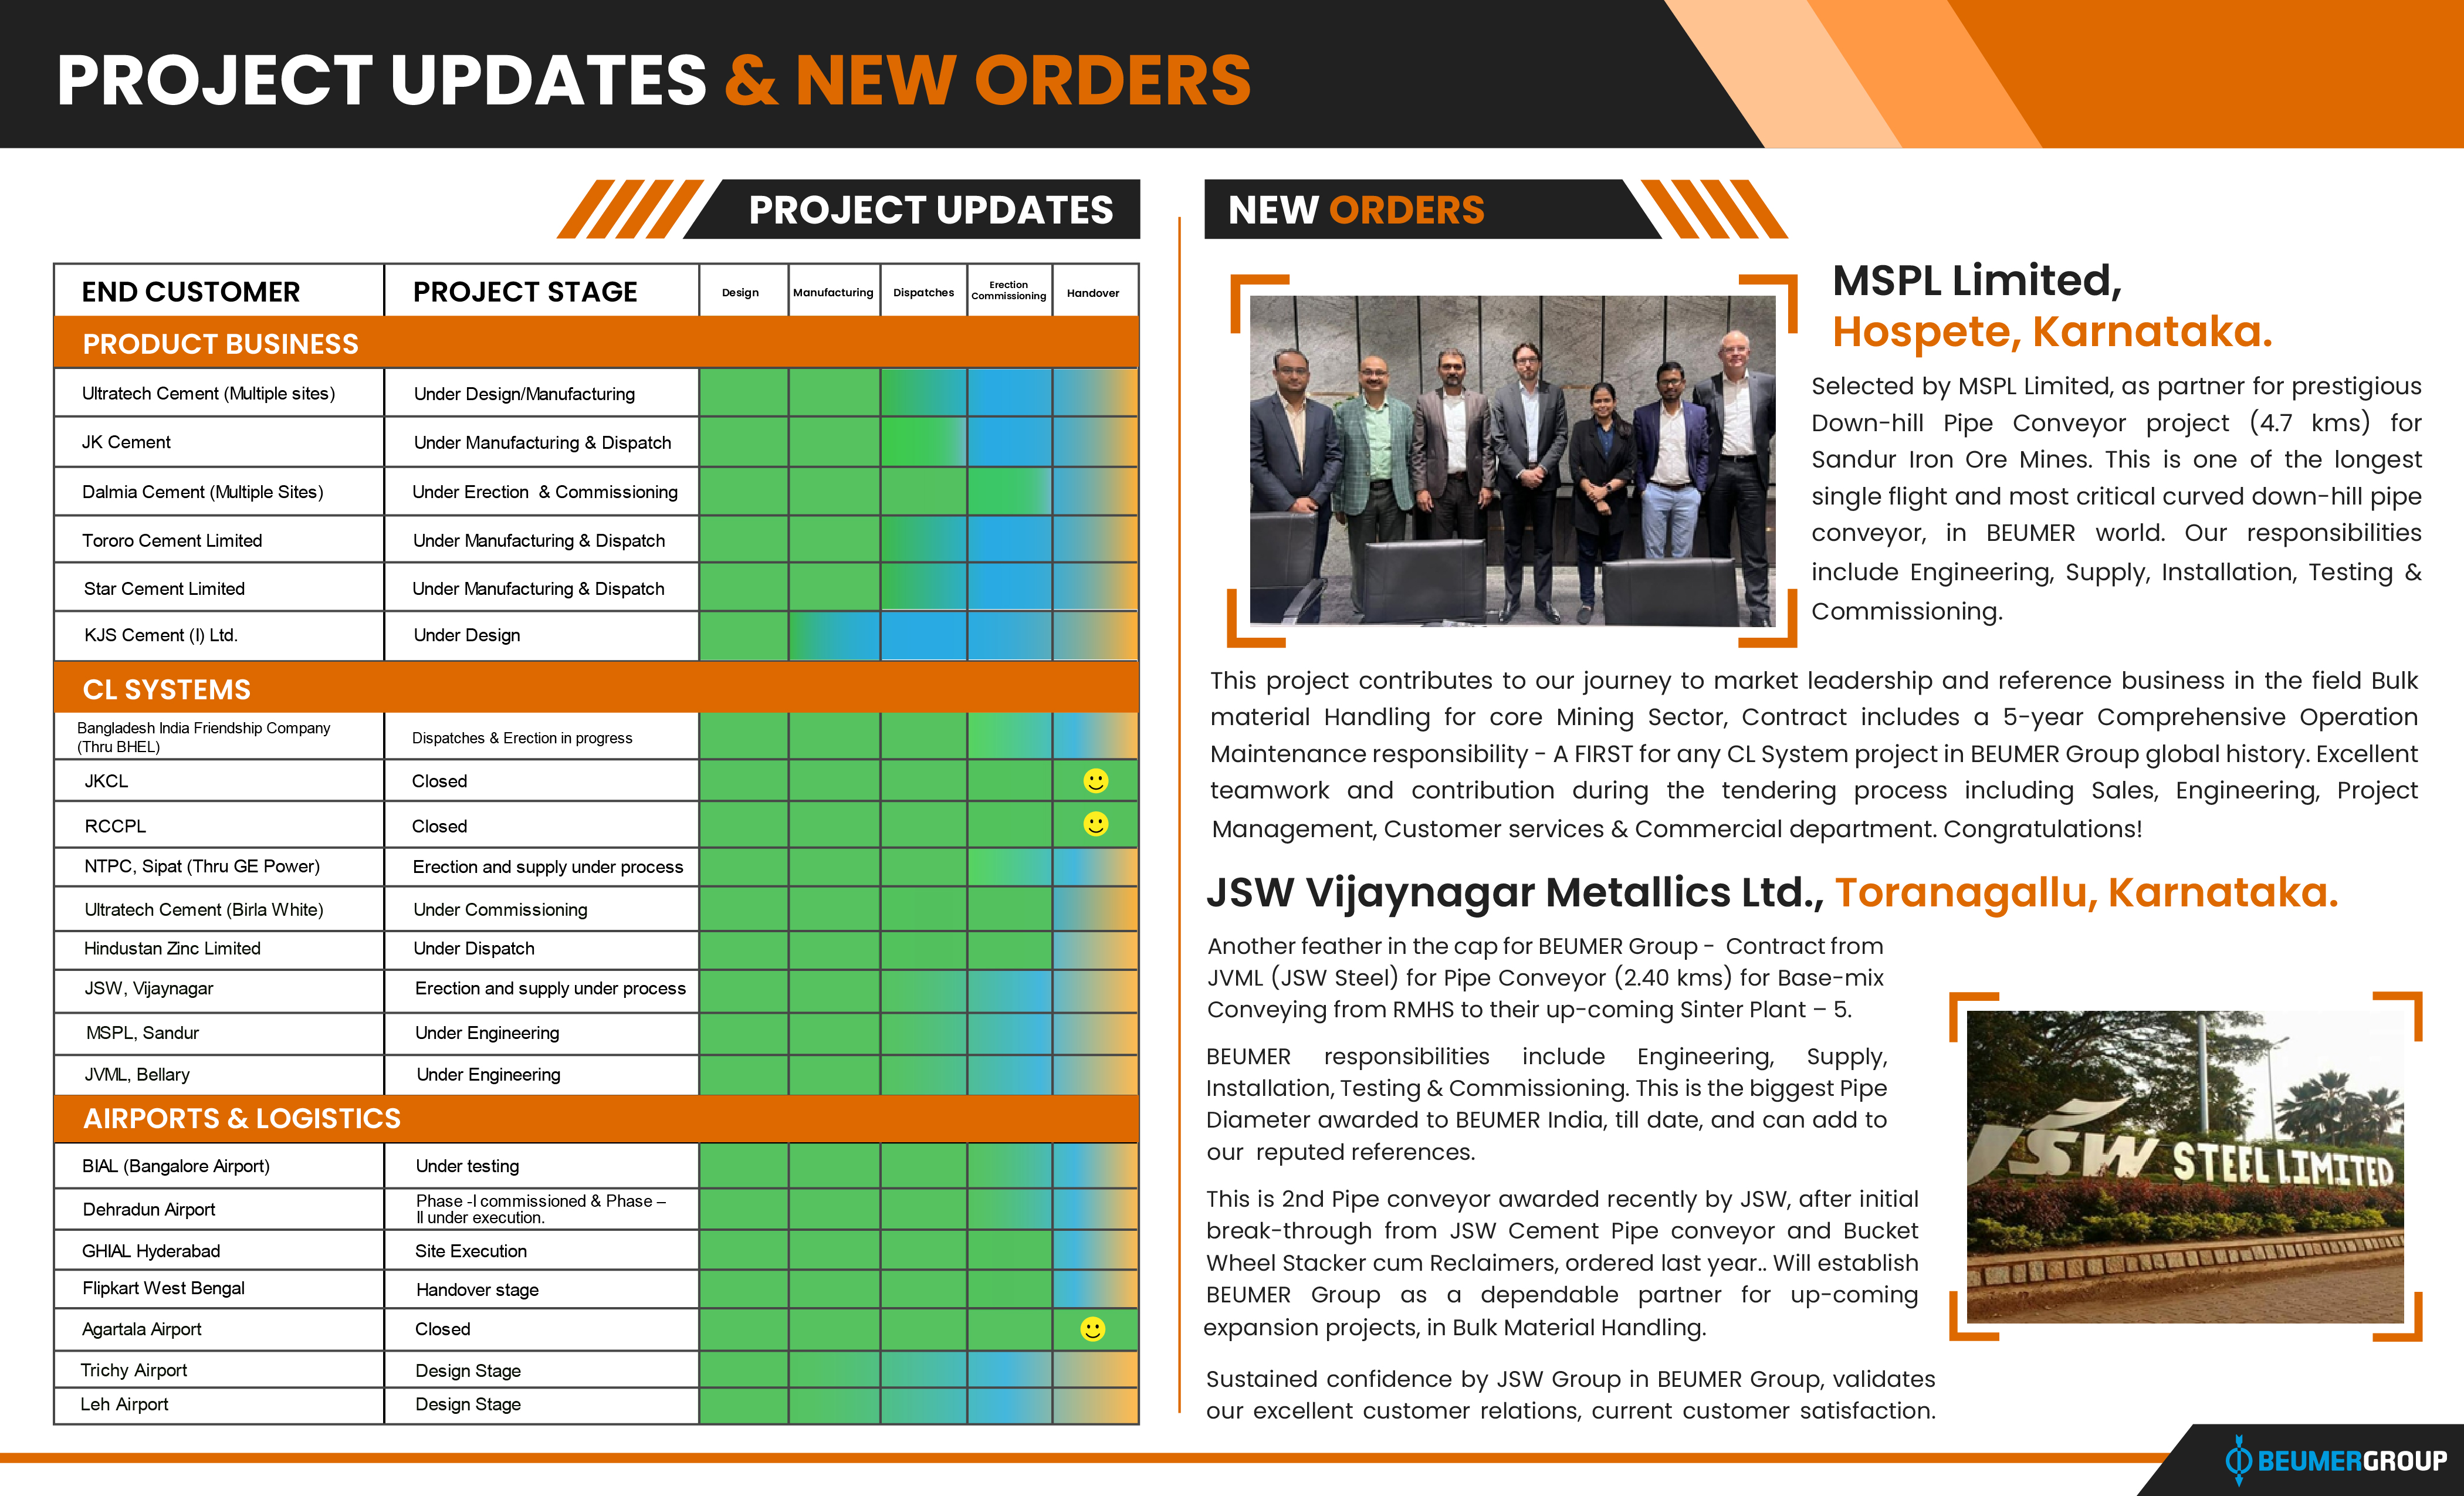 PROJECT UPDATES & NEW ORDERS
PROJECT UPDATES
END CUSTOMER PROJECT STAGE Design Manufacturing Dispatches Erection Commissioning Handover
PRODUCT BUSINESS
Ultratech Cement (Multiple sites) Under Design/Manufacturing
JK Cement Under Manufacturing & Dispatch
Dalmia Cement (Multiple Sites) Under Erection & Commissioning
Tororo Cement Limited Under Manufacturing & Dispatch
Star Cement Limited Under Manufacturing & Dispatch
KJS Cement (I) Ltd. Under Design
CL SYSTEMS
Bangladesh India Friendship Company
(Thru BHEL) Dispatches & Erection in progress
JKCL Closed
RCCPL Closed
NTPC, Sipat (Thru GE Power) Erection and supply under process
Ultratech Cement (Birla White) Under Commissioning
Hindustan Zinc Limited Under Dispatch
JSW, Vijaynagar Erection and supply under process
MSPL, Sandur Under Engineering
JVML, Bellary Under Engineering
AIRPORTS & LOGISTICS
BIAL (Bangalore Airport) Under testing
Dehradun Airport Phase -I commissioned & Phase –
II under execution.
GHIAL Hyderabad Site Execution
Flipkart West Bengal Handover stage
Agartala Airport Closed
Trichy Airport Design Stage
Leh Airport Design Stage
NEW ORDERS
MSPL Limited,
Hospete, Karnataka.
Selected by MSPL Limited, as partner for prestigious
Down-hill Pipe Conveyor project (4.7 kms) for
Sandur Iron Ore Mines. This is one of the longest
single flight and most critical curved down-hill pipe
conveyor, in BEUMER world. Our responsibilities
include Engineering, Supply, Installation, Testing &
Commissioning.
This project contributes to our journey to market leadership and reference business in the field Bulk
material Handling for core Mining Sector, Contract includes a 5-year Comprehensive Operation
Maintenance responsibility - A FIRST for any CL System project in BEUMER Group global history. Excellent
teamwork and contribution during the tendering process including Sales, Engineering, Project
Management, Customer services & Commercial department. Congratulations!
JSW Vijaynagar Metallics Ltd., Toranagallu, Karnataka.
Another feather in the cap for BEUMER Group - Contract from
JVML (JSW Steel) for Pipe Conveyor (2.40 kms) for Base-mix
Conveying from RMHS to their up-coming Sinter Plant – 5.
BEUMER responsibilities include Engineering, Supply,
Installation, Testing & Commissioning. This is the biggest Pipe
Diameter awarded to BEUMER India, till date, and can add to
our reputed references.
This is 2nd Pipe conveyor awarded recently by JSW, after initial
break-through from JSW Cement Pipe conveyor and Bucket
Wheel Stacker cum Reclaimers, ordered last year.. Will establish
BEUMER Group as a dependable partner for up-coming
expansion projects, in Bulk Material Handling.
Sustained confidence by JSW Group in BEUMER Group, validates
our excellent customer relations, current customer satisfaction.
JSW STEEL LIMITED
BEUMERGROUP